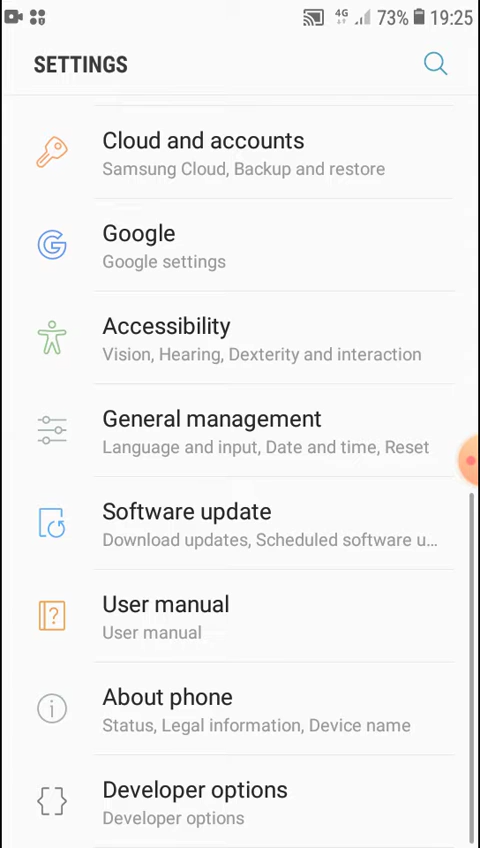 4G 73% 19:25
SETTINGS
Cloud and accounts
Samsung Cloud, Backup and restore
Google
Google settings
Accessibility
Vision, Hearing, Dexterity and interaction
General management
Language and input, Date and time, Reset
Software update
Download updates, Scheduled software u...
User manual
User manual
About phone
Status, Legal information, Device name
Developer options
Developer options